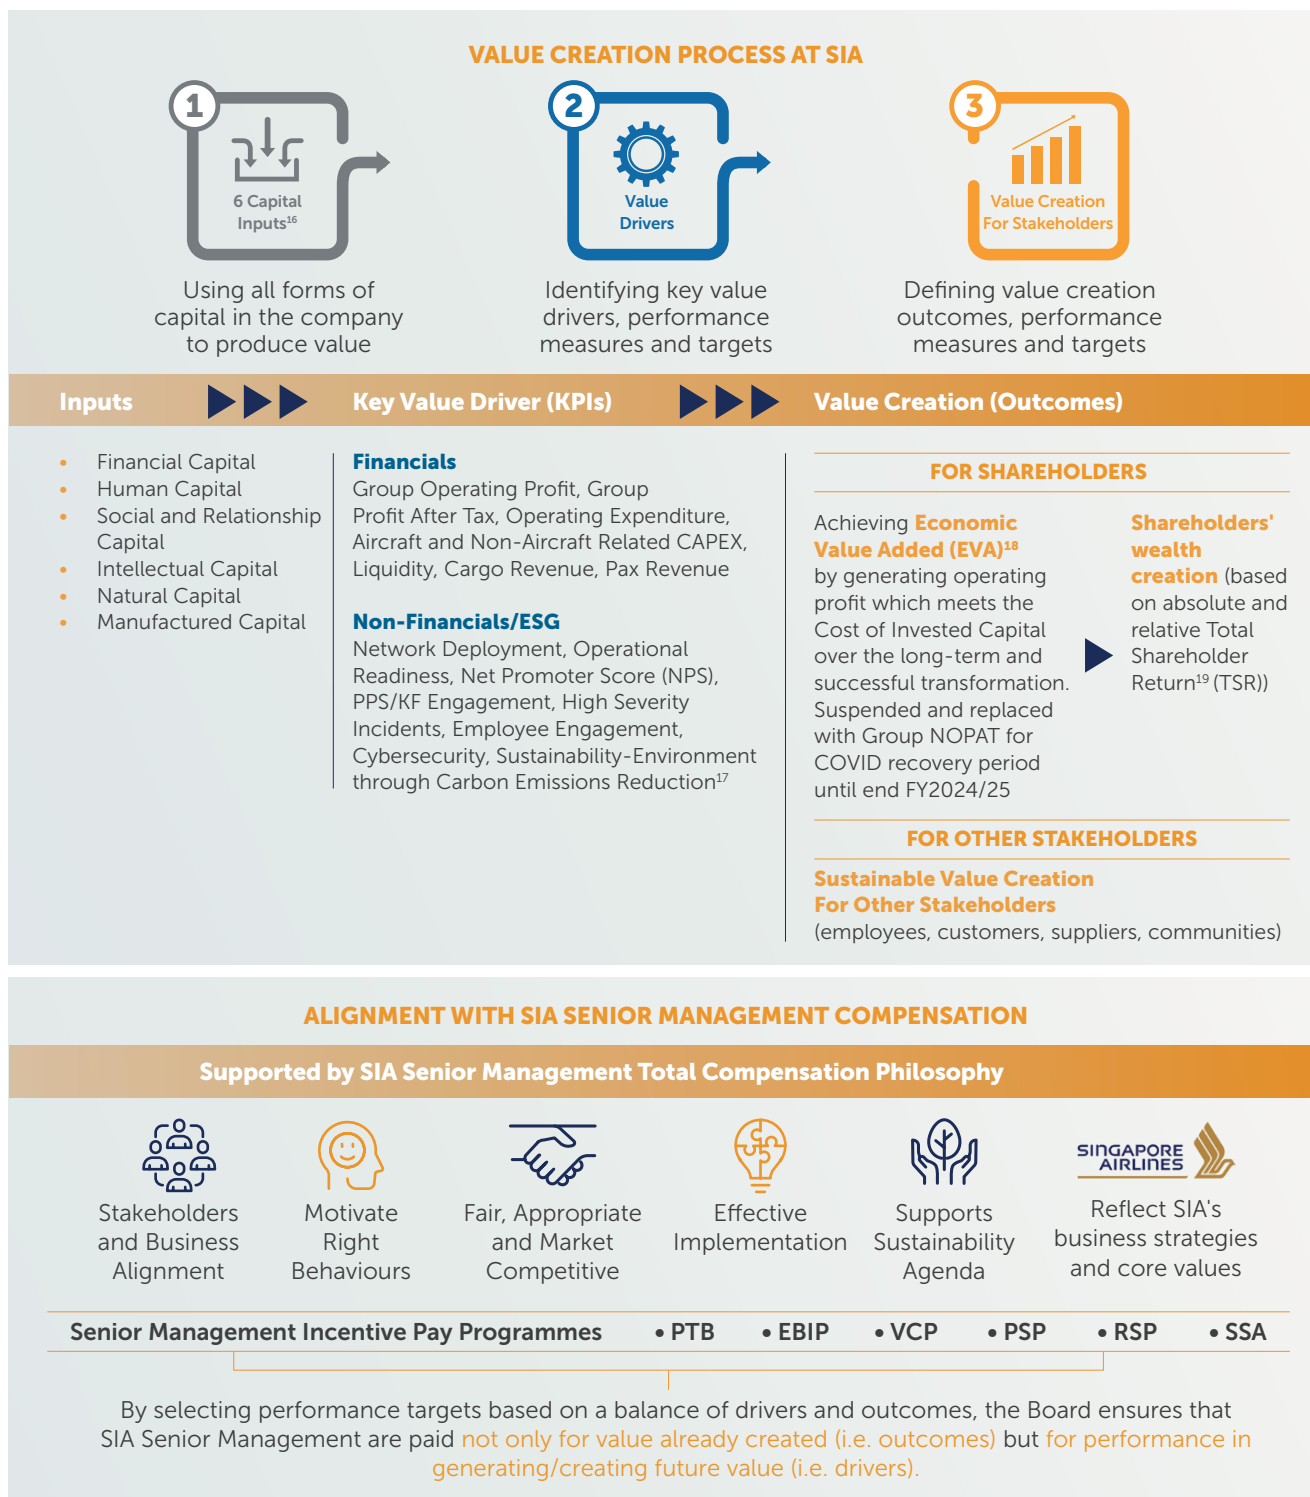 VALUE CREATION PROCESS AT SIA
1
6 Capital
Inputs16
Using all forms of
capital in the company
to produce value
2
Value
Drivers
Identifying key value
drivers, performance
measures and targets
3
Value Creation
For Stakeholders
Defining value creation
outcomes, performance
measures and targets
Inputs
Key Value Driver (KPIs)
Value Creation (Outcomes)
• Financial Capital
• Human Capital
• Social and Relationship
Capital
• Intellectual Capital
• Natural Capital
• Manufactured Capital
Financials
Group Operating Profit, Group
Profit After Tax, Operating Expenditure,
Aircraft and Non-Aircraft Related CAPEX,
Liquidity, Cargo Revenue, Pax Revenue
Non-Financials/ESG
Network Deployment, Operational
Readiness, Net Promoter Score (NPS),
PPS/KF Engagement, High Severity
Incidents, Employee Engagement,
Cybersecurity, Sustainability-Environment
through Carbon Emissions Reduction17
FOR SHAREHOLDERS
Achieving Economic
Value Added (EVA)18
by generating operating
profit which meets the
Cost of Invested Capital
over the long-term and
successful transformation.
Suspended and replaced
with Group NOPAT for
COVID recovery period
until end FY2024/25
Shareholders'
wealth
creation (based
on absolute and
relative Total
Shareholder
Return19 (TSR))
FOR OTHER STAKEHOLDERS
Sustainable Value Creation
For Other Stakeholders
(employees, customers, suppliers, communities)
ALIGNMENT WITH SIA SENIOR MANAGEMENT COMPENSATION
Supported by SIA Senior Management Total Compensation Philosophy
Stakeholders
and Business
Alignment
Motivate
Right
Behaviours
Fair, Appropriate
and Market
Competitive
Effective
Implementation
Supports
Sustainability
Agenda
SINGAPORE
AIRLINES
Reflect SIA's
business strategies
and core values
Senior Management Incentive Pay Programmes • PTB • EBIP • VCP • PSP • RSP • SSA
By selecting performance targets based on a balance of drivers and outcomes, the Board ensures that
SIA Senior Management are paid not only for value already created (i.e. outcomes) but for performance in
generating/creating future value (i.e. drivers).